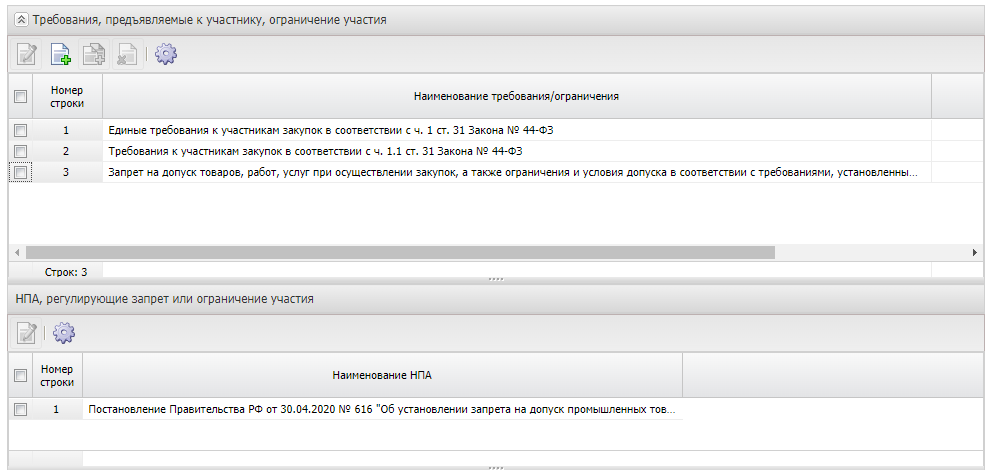 Требования, предъявляемые к участнику, ограничение участия
Номер строки Наименование требования/ограничения
1 Единые требования к участникам закупок в соответствии с ч. 1 ст. 31 Закона № 44-ФЗ
2 Требования к участникам закупок в соответствии с ч. 1.1 ст. 31 Закона № 44-ФЗ
3 Запрет на допуск товаров, работ, услуг при осуществлении закупок, а также ограничения и условия допуска в соответствии с требованиями, установленны...
Строк: 3
НПА, регулирующие запрет или ограничение участия
Номер строки Наименование НПА
1 Постановление Правительства РФ от 30.04.2020 № 616 "Об установлении запрета на допуск промышленных тов...